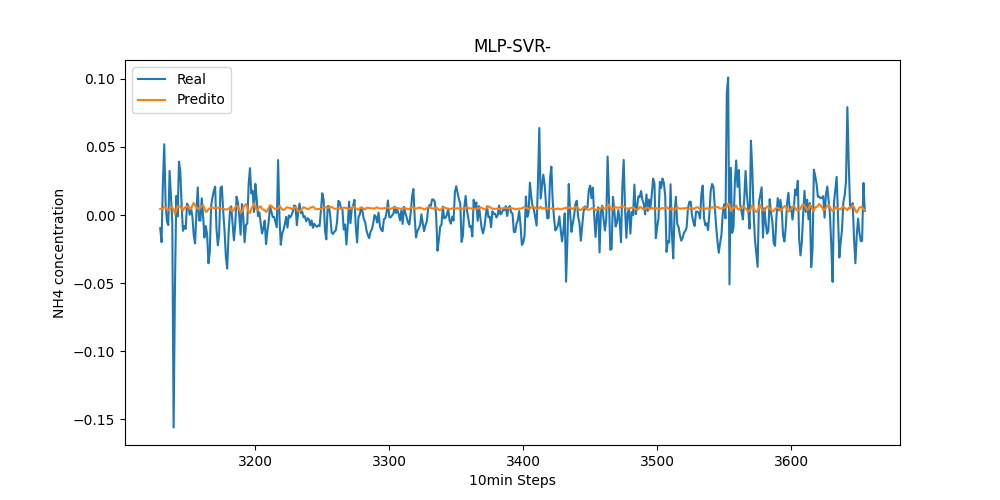 MLP-SVR-
Real
Predito
0.10
0.05
0.00
−0.05
−0.10
−0.15
NH4 concentration
3200 3300 3400 3500 3600
10min Steps